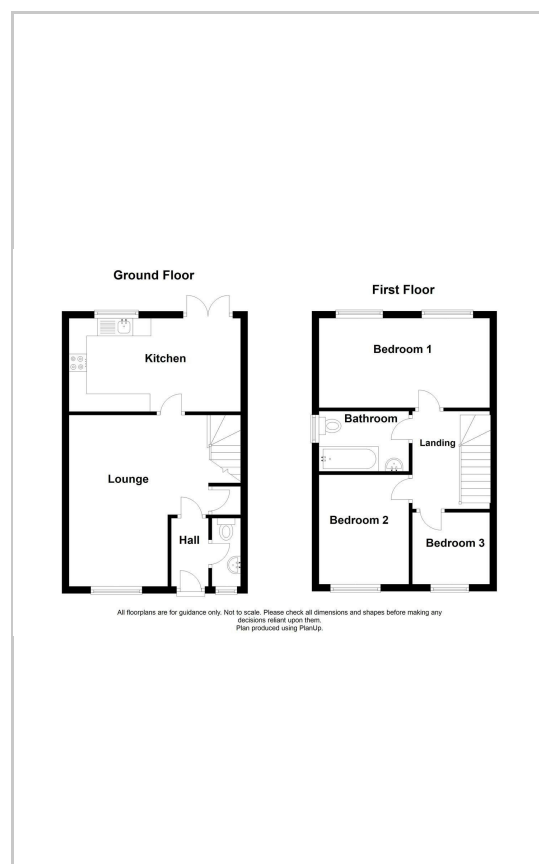 Ground Floor
Kitchen
Lounge
Hall
First Floor
Bedroom 1
Bathroom
Landing
Bedroom 2
Bedroom 3
All floorplans are for guidance only. Not to scale. Please check all dimensions and shapes before making any
decisions reliant upon them.
Plan produced using PlanUp.